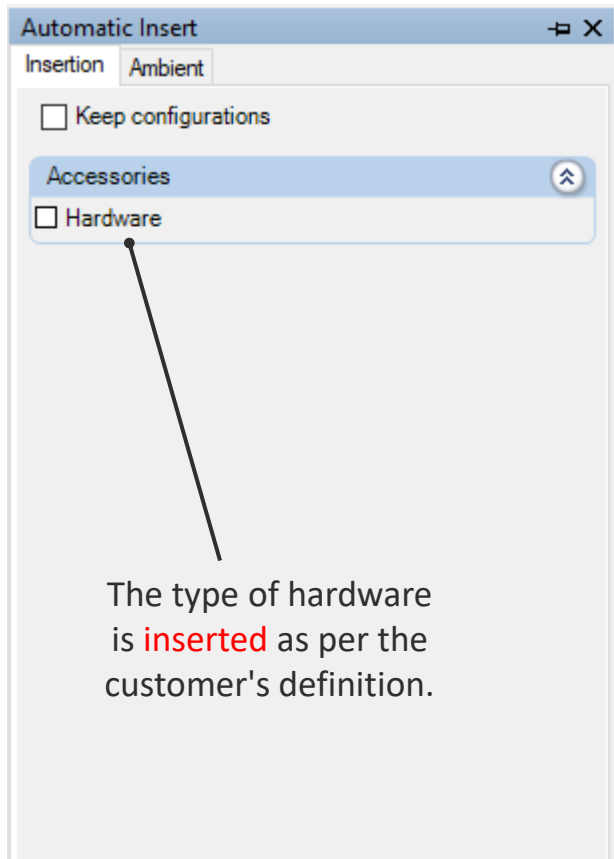 Automatic Insert
Insertion Ambient
Keep configurations
Accessories
Hardware
The type of hardware
is inserted as per the
customer's definition.